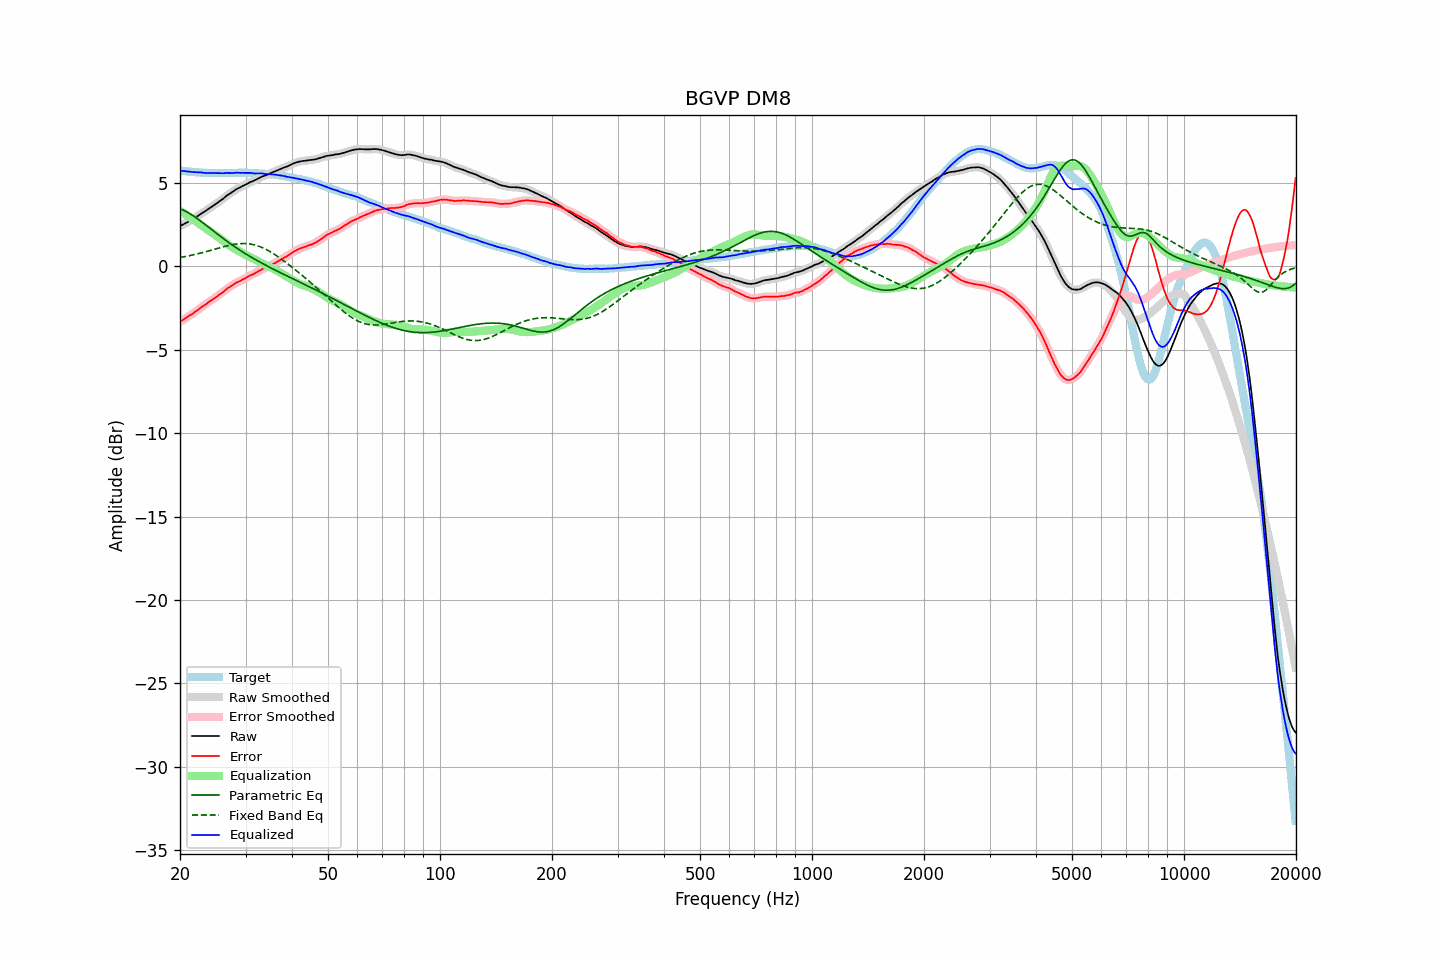 BGVP DM8
Amplitude (dBr)
5
0
−5
−10
−15
−20
−25
−30
−35
Target
Raw Smoothed
Error Smoothed
Raw
Error
Equalization
Parametric Eq
Fixed Band Eq
Equalized
20 50 100 200 500 1000 2000 5000 10000 20000
Frequency (Hz)